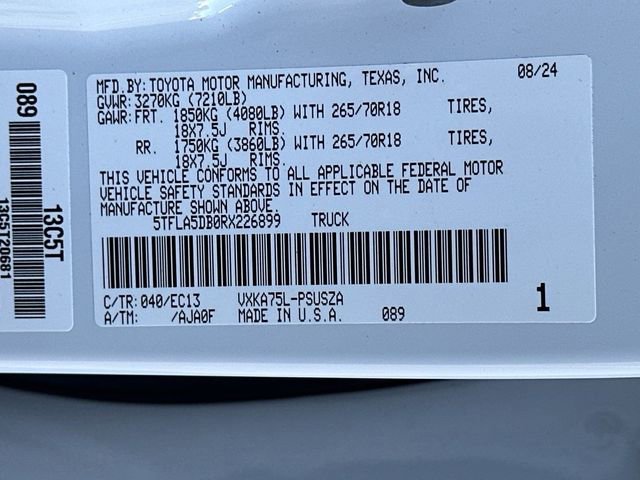 MFD.BY:TOYOTA MOTOR MANUFACTURING, TEXAS, INC. 08/24
GVWR:3270KG (7210LB)
GAWR:FRT. 1850KG (4080LB) WITH 265/70R18 TIRES,
18X7.5J RIMS.
RR. 1750KG (3860LB) WITH 265/70R18 TIRES,
18X7.5J RIMS.
THIS VEHICLE CONFORMS TO ALL APPLICABLE FEDERAL MOTOR
VEHICLE SAFETY STANDARDS IN EFFECT ON THE DATE OF
MANUFACTURE SHOWN ABOVE.
5TFLA5DB0RX226899 TRUCK
C/TR:040/EC13 VXKA75L-PSUSZA 1
A/TM: /AJA0F MADE IN U.S.A. 089
089
13C5T
13C5T20681